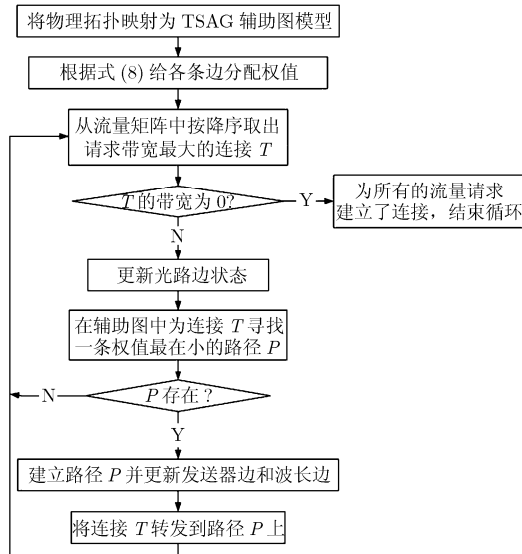 将物理拓扑映射为 TSAG 辅助图模型
根据式 (8) 给各条边分配权值
从流量矩阵中按降序取出
请求带宽最大的连接 T
T 的带宽为 0?
Y
为所有的流量请求
建立了连接，结束循环
N
更新光路边状态
在辅助图中为连接 T 寻找
一条权值最在小的路径 P
P 存在？
N
Y
建立路径 P 并更新发送器边和波长边
将连接 T 转发到路径 P 上